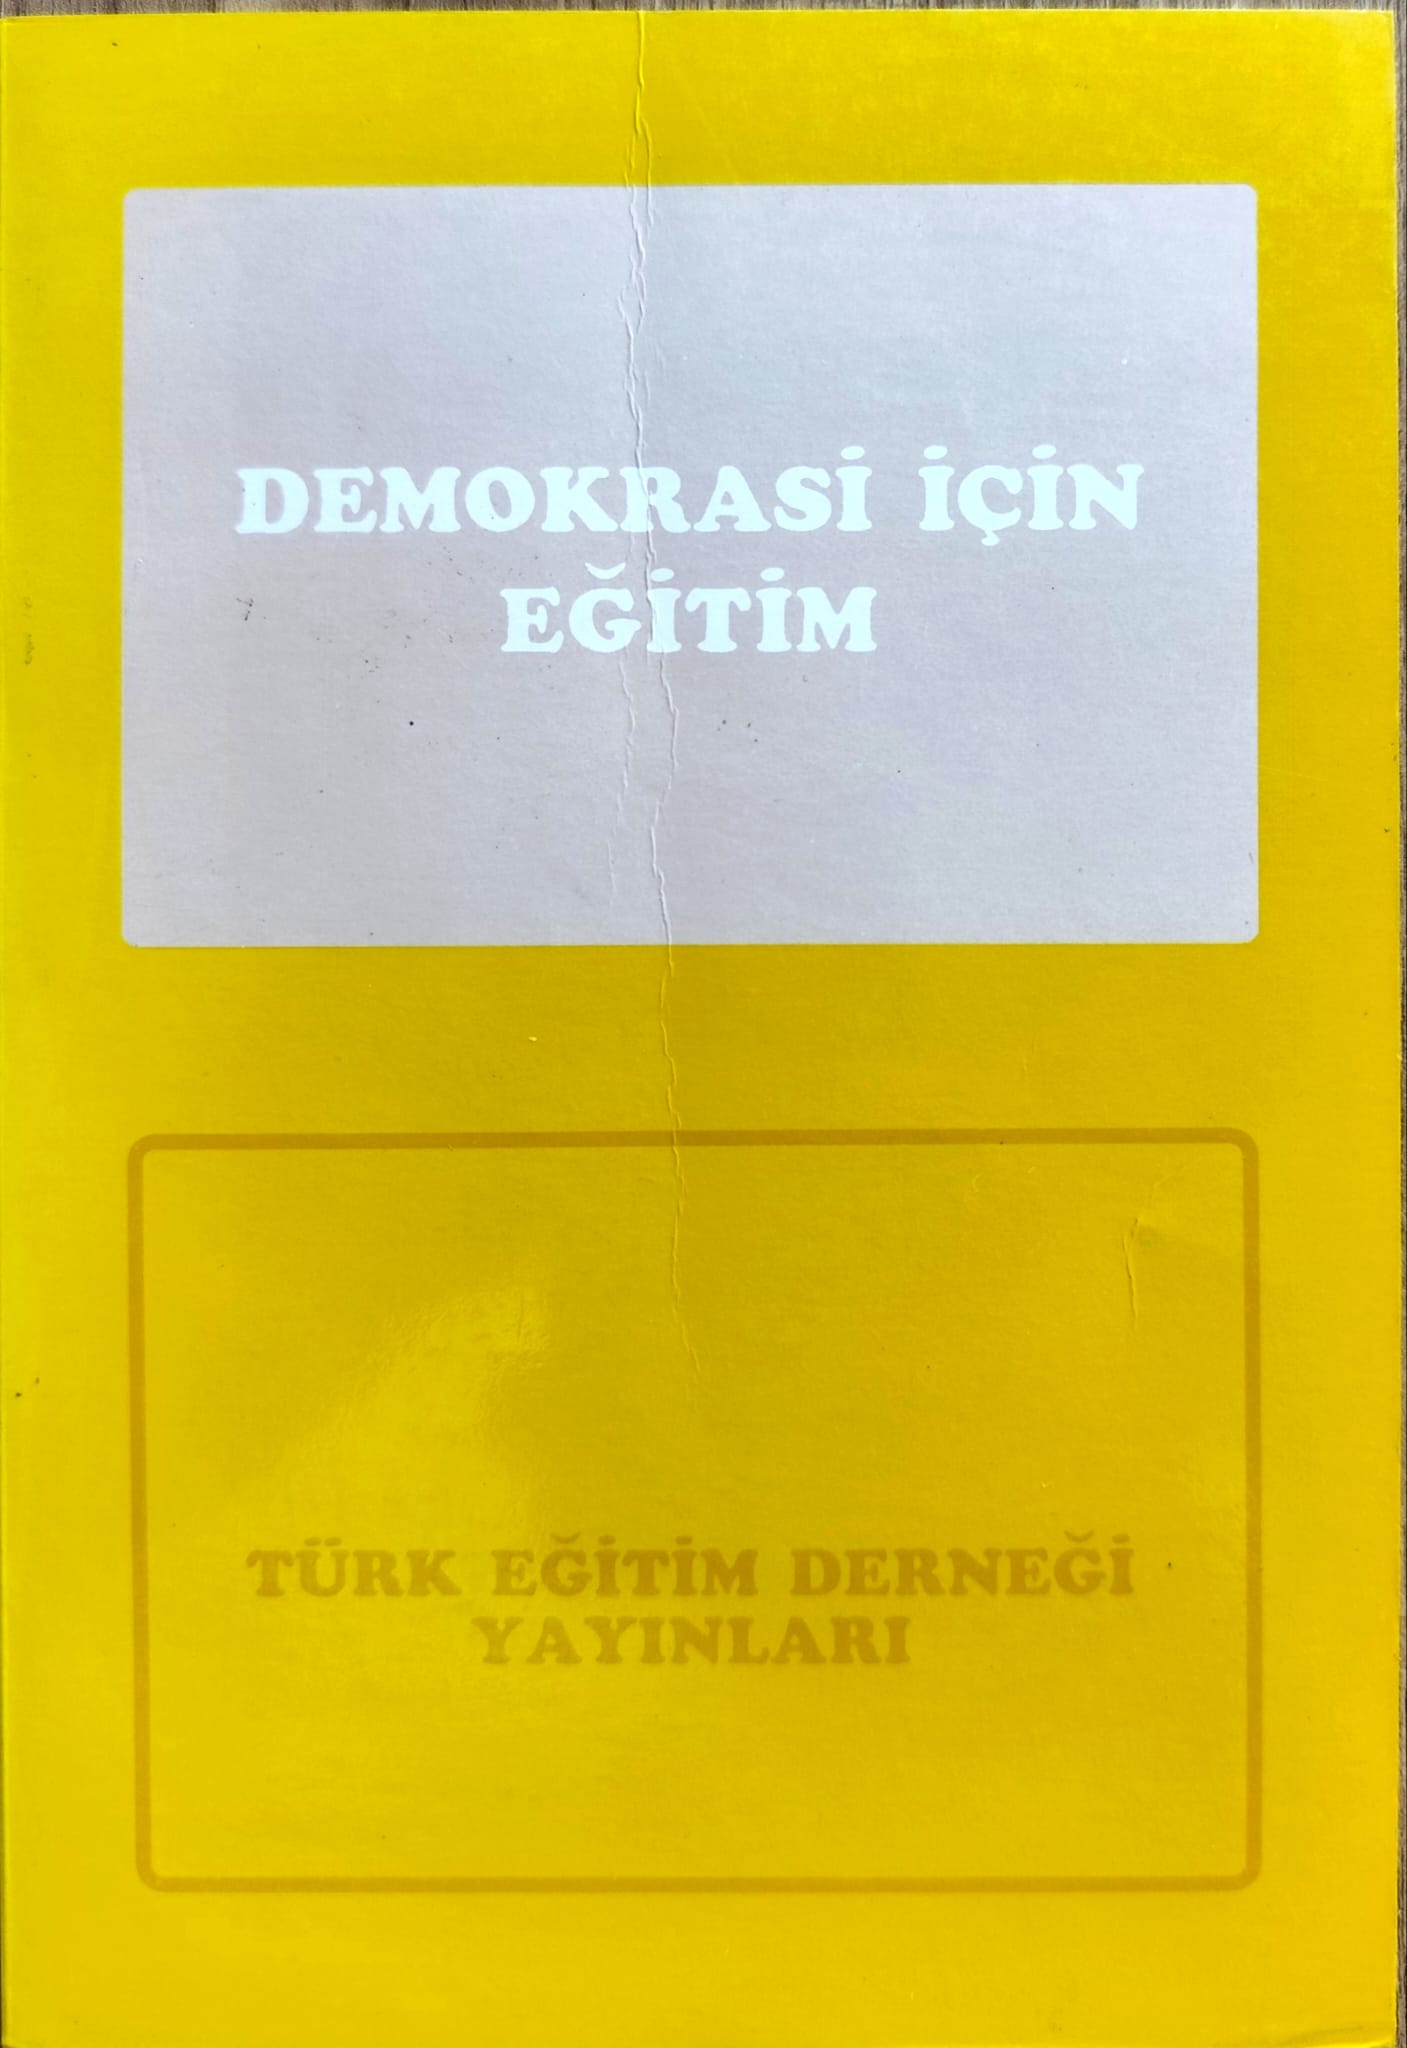 DEMOKRASİ İÇİN
EĞİTİM
TÜRK EĞİTİM DERNEĞİ
YAYINLARI